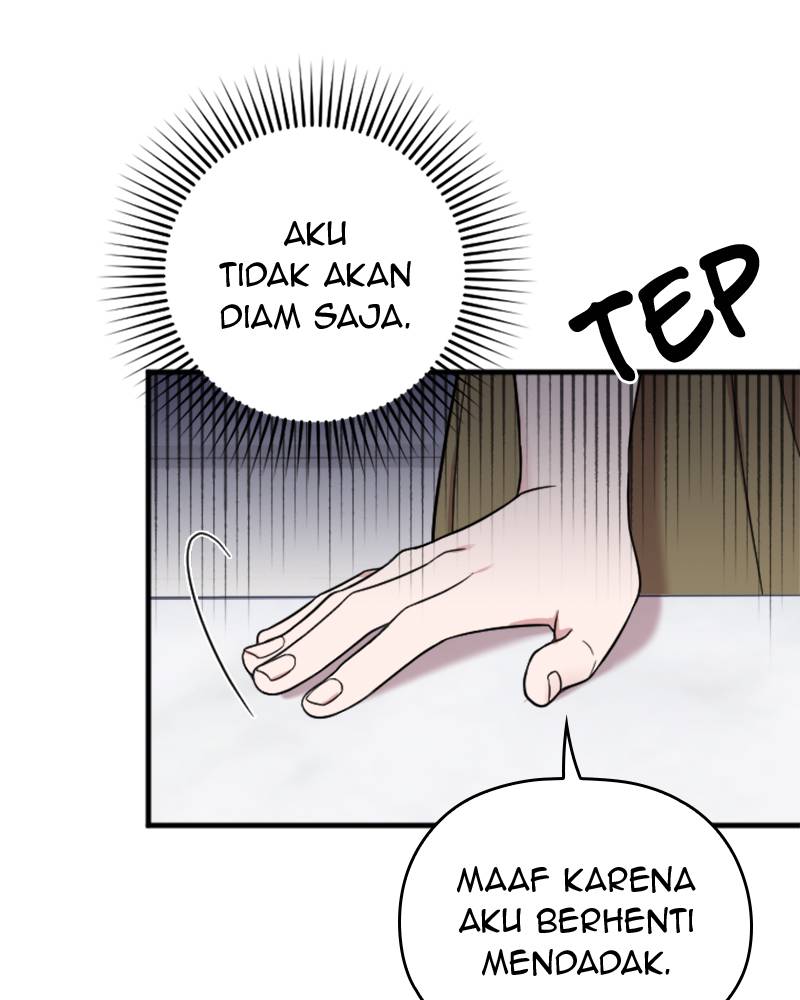 AKU
TIDAK AKAN
DIAM SAJA.
TEP
MAAF KARENA
AKU BERHENTI
MENDADAK.